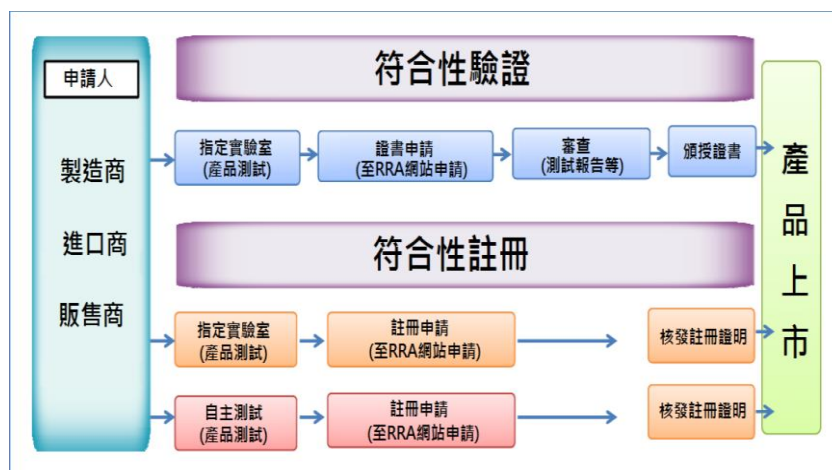 申請人
製造商
進口商
販售商
符合性驗證
指定實驗室
(產品測試)
證書申請
(至RRA網站申請)
審查
(測試報告等)
頒授證書
符合性註冊
指定實驗室
(產品測試)
註冊申請
(至RRA網站申請)
核發註冊證明
自主測試
(產品測試)
註冊申請
(至RRA網站申請)
核發註冊證明
產
品
上
市